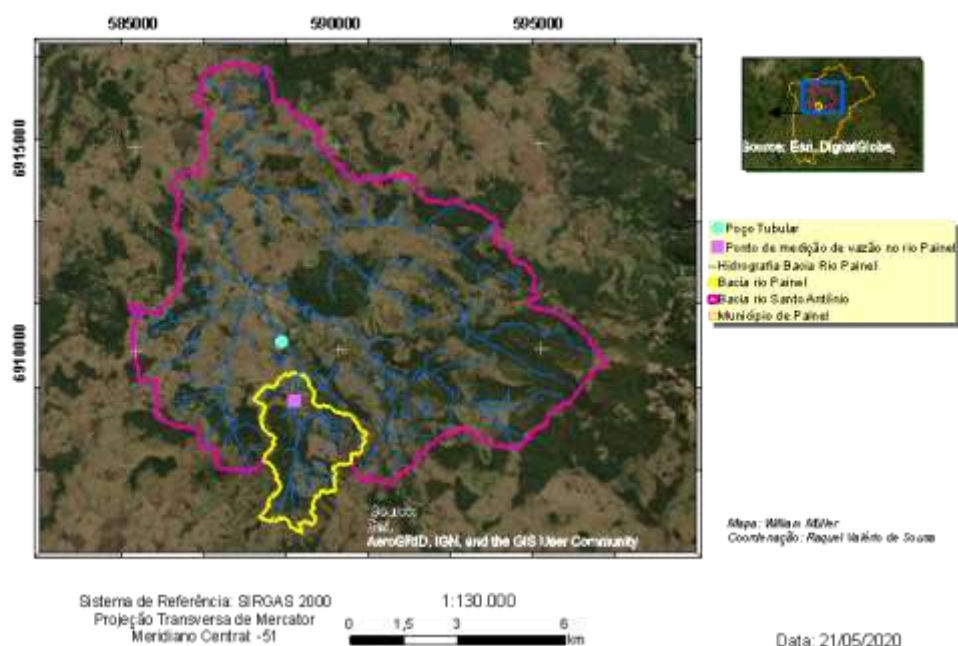 585000 590000 595000
6915000
6910000
Source: Esri, DigitalGlobe,
Poço Tubular
Ponto de medição de vazão no rio Painel
Hidrografia Bacia Rio Painel
Bacia rio Painel
Bacia rio Santo Antônio
Município de Painel
Source:
AeroGRID, IGN, and the GIS User Community
Mapa: William Müller
Coordenação: Raquel Valério de Sousa
Sistema de Referência: SIRGAS 2000
Projeção Transversa de Mercator
Meridiano Central -51
1:130.000
0 1,5 3 6
km
Data: 21/05/2020